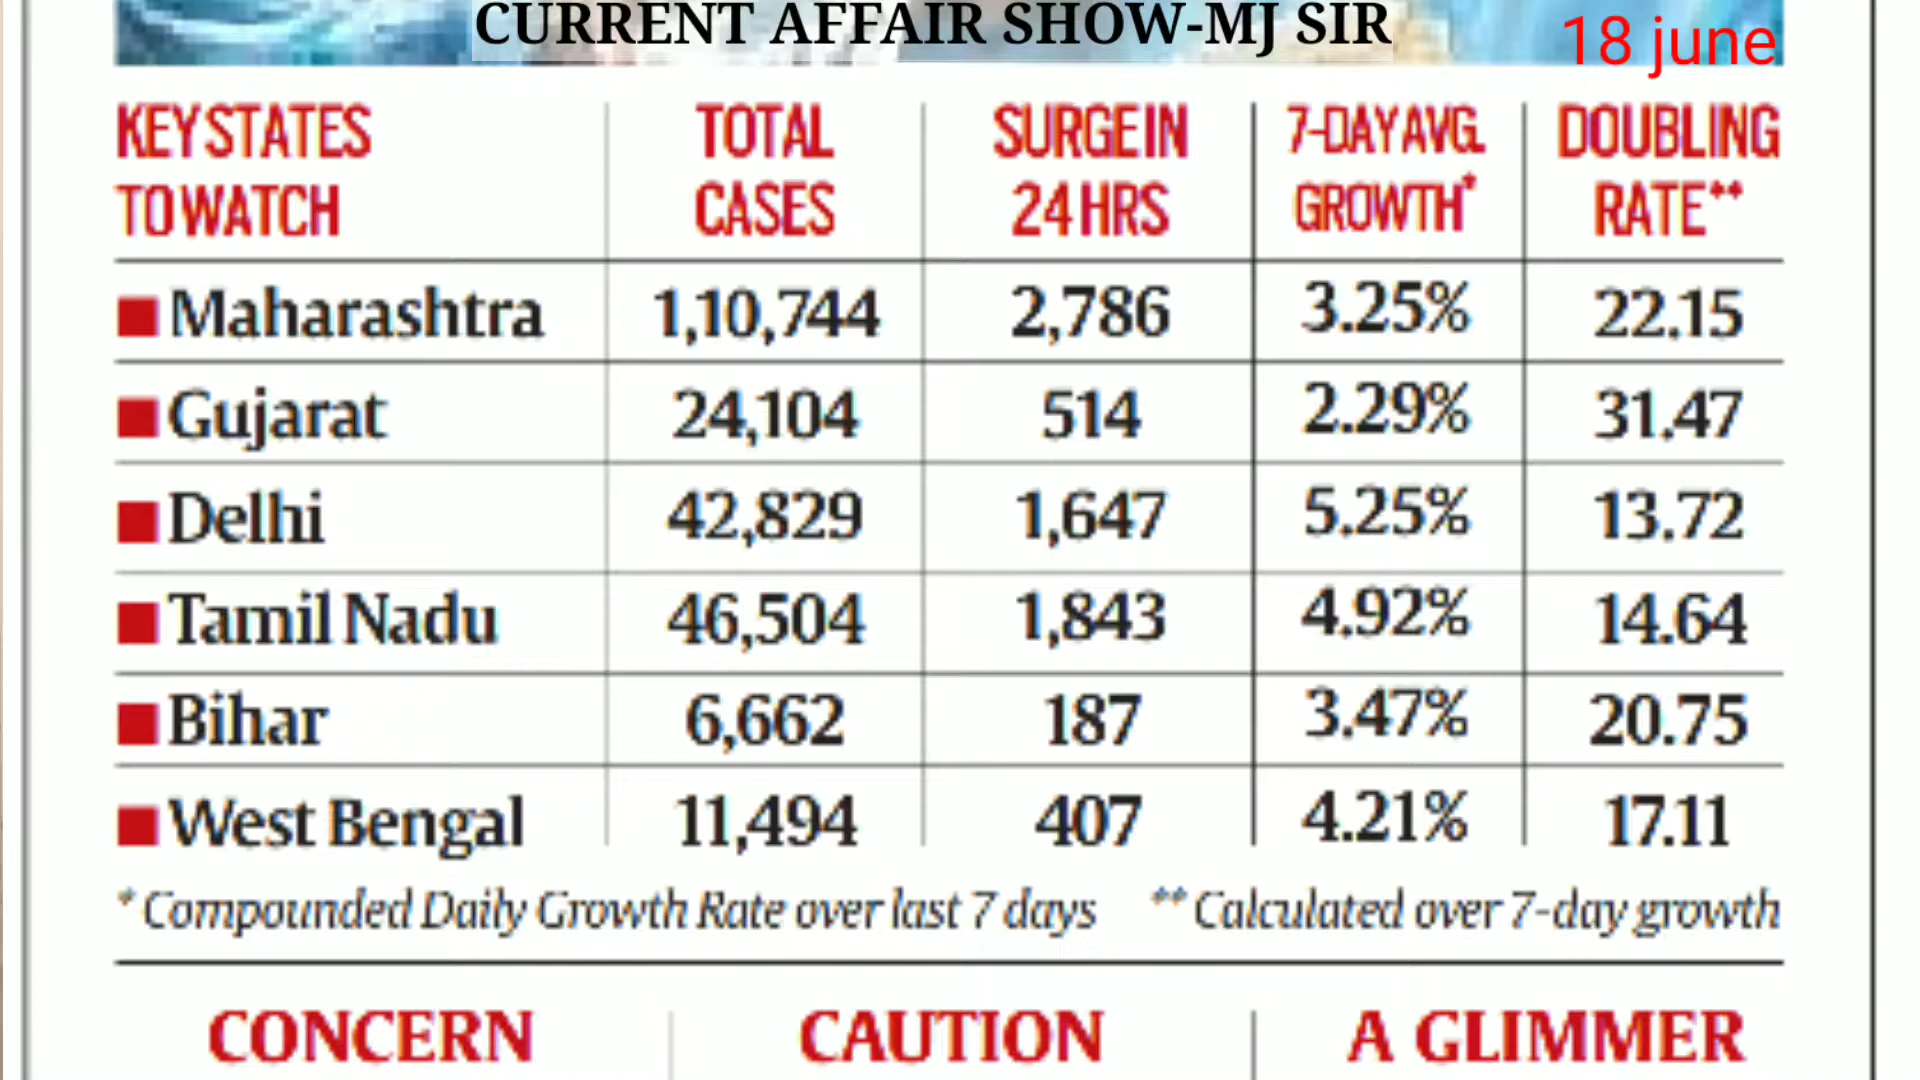 CURRENT AFFAIR SHOW-MJ SIR
18 june
KEY STATES TO WATCH | TOTAL CASES | SURGE IN 24 HRS | 7-DAY AVG. GROWTH* | DOUBLING RATE**
Maharashtra 1,10,744 2,786 3.25% 22.15
Gujarat 24,104 514 2.29% 31.47
Delhi 42,829 1,647 5.25% 13.72
Tamil Nadu 46,504 1,843 4.92% 14.64
Bihar 6,662 187 3.47% 20.75
West Bengal 11,494 407 4.21% 17.11
* Compounded Daily Growth Rate over last 7 days ** Calculated over 7-day growth
CONCERN CAUTION A GLIMMER